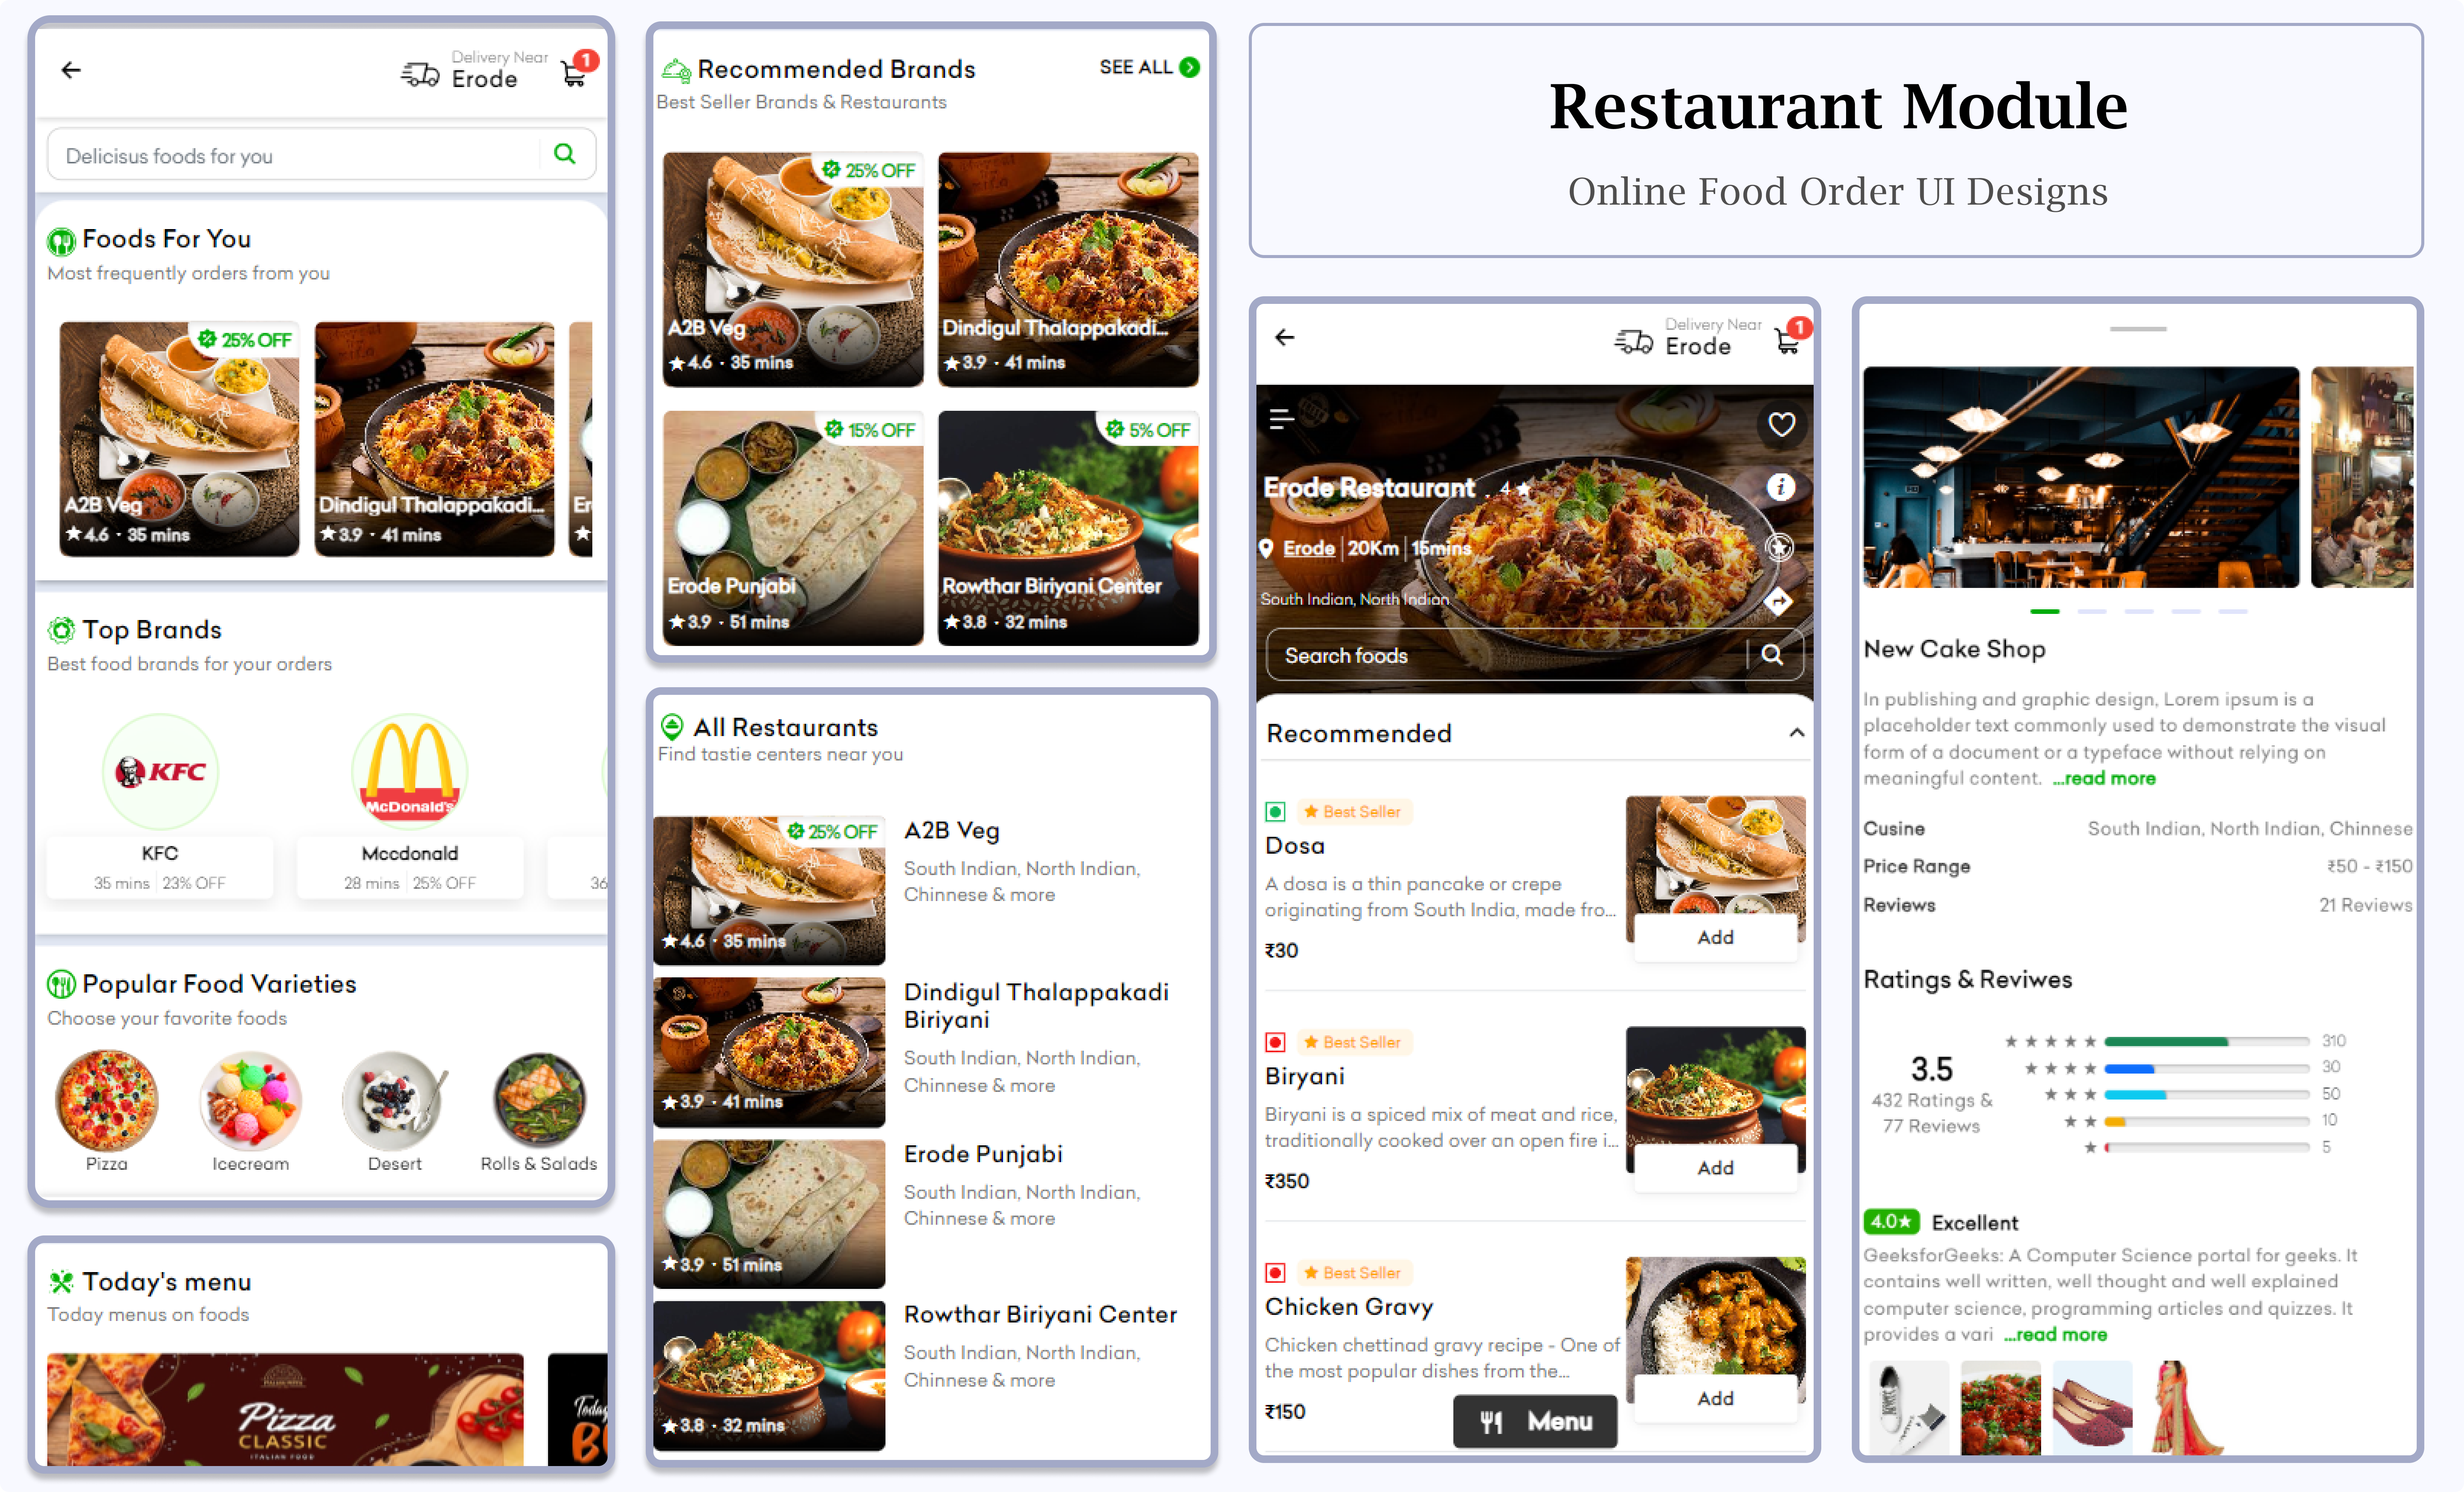 Delivery Near
Erode
1
Delicisus foods for you
Foods For You
Most frequently orders from you
25% OFF
A2B Veg
4.6 · 35 mins
Dindigul Thalappakadi...
3.9 · 41 mins
Er
Top Brands
Best food brands for your orders
KFC
McDonald's
KFC
35 mins | 23% OFF
Mccdonald
28 mins | 25% OFF
36
Popular Food Varieties
Choose your favorite foods
Pizza
Icecream
Desert
Rolls & Salads
Today's menu
Today menus on foods
Pizza
CLASSIC
ITALIAN FOOD
Today
B
Recommended Brands
SEE ALL
Best Seller Brands & Restaurants
25% OFF
A2B Veg
4.6 · 35 mins
Dindigul Thalappakadi...
3.9 · 41 mins
15% OFF
Erode Punjabi
3.9 · 51 mins
5% OFF
Rowthar Biriyani Center
3.8 · 32 mins
All Restaurants
Find tastie centers near you
25% OFF
4.6 · 35 mins
A2B Veg
South Indian, North Indian,
Chinnese & more
3.9 · 41 mins
Dindigul Thalappakadi
Biriyani
South Indian, North Indian,
Chinnese & more
3.9 · 51 mins
Erode Punjabi
South Indian, North Indian,
Chinnese & more
3.8 · 32 mins
Rowthar Biriyani Center
South Indian, North Indian,
Chinnese & more
Restaurant Module
Online Food Order UI Designs
Delivery Near
Erode
1
Erode Restaurant . 4
Erode | 20Km | 15mins
South Indian, North Indian
Search foods
Recommended
Best Seller
Dosa
A dosa is a thin pancake or crepe
originating from South India, made fro...
₹30
Add
Best Seller
Biryani
Biryani is a spiced mix of meat and rice,
traditionally cooked over an open fire i...
₹350
Add
Best Seller
Chicken Gravy
Chicken chettinad gravy recipe - One of
the most popular dishes from the...
₹150
Add
Menu
New Cake Shop
In publishing and graphic design, Lorem ipsum is a
placeholder text commonly used to demonstrate the visual
form of a document or a typeface without relying on
meaningful content. ...read more
Cusine South Indian, North Indian, Chinnese
Price Range ₹50 - ₹150
Reviews 21 Reviews
Ratings & Reviwes
3.5
432 Ratings &
77 Reviews
310
30
50
10
5
4.0 Excellent
GeeksforGeeks: A Computer Science portal for geeks. It
contains well written, well thought and well explained
computer science, programming articles and quizzes. It
provides a vari ...read more